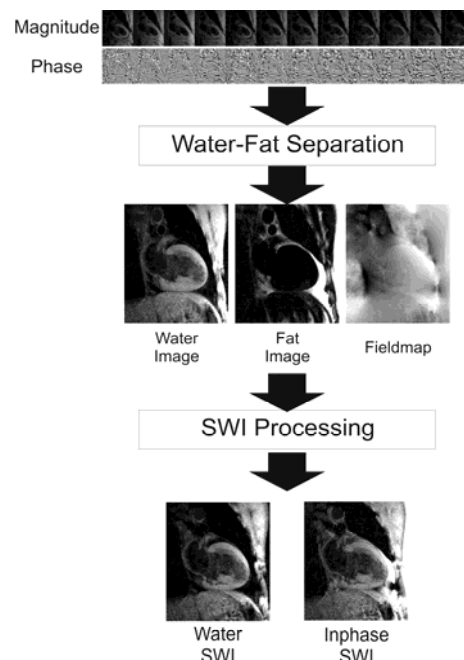 Magnitude
Phase
Water-Fat Separation
Water Image
Fat Image
Fieldmap
SWI Processing
Water SWI
Inphase SWI